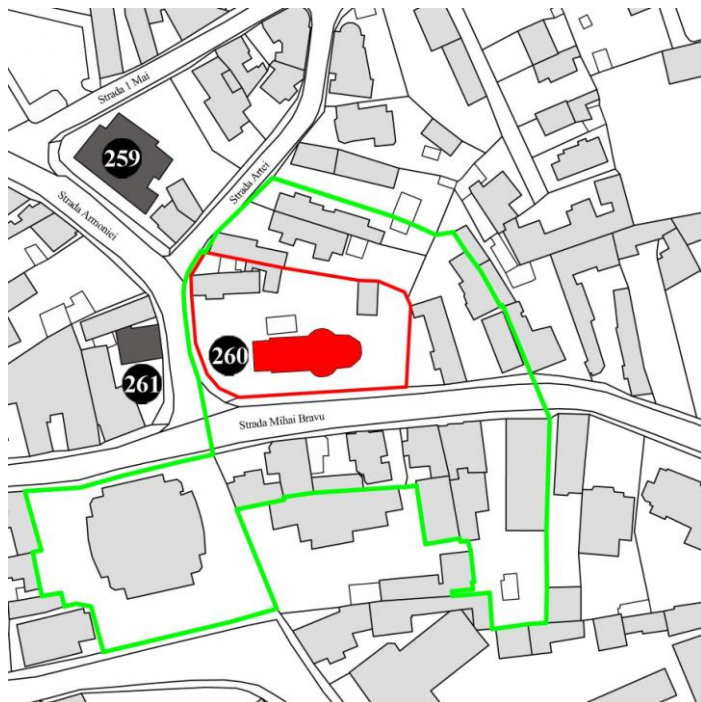 Strada 1 Mai
259
Strada Artei
Strada Armoniei
260
261
Strada Mihai Bravu